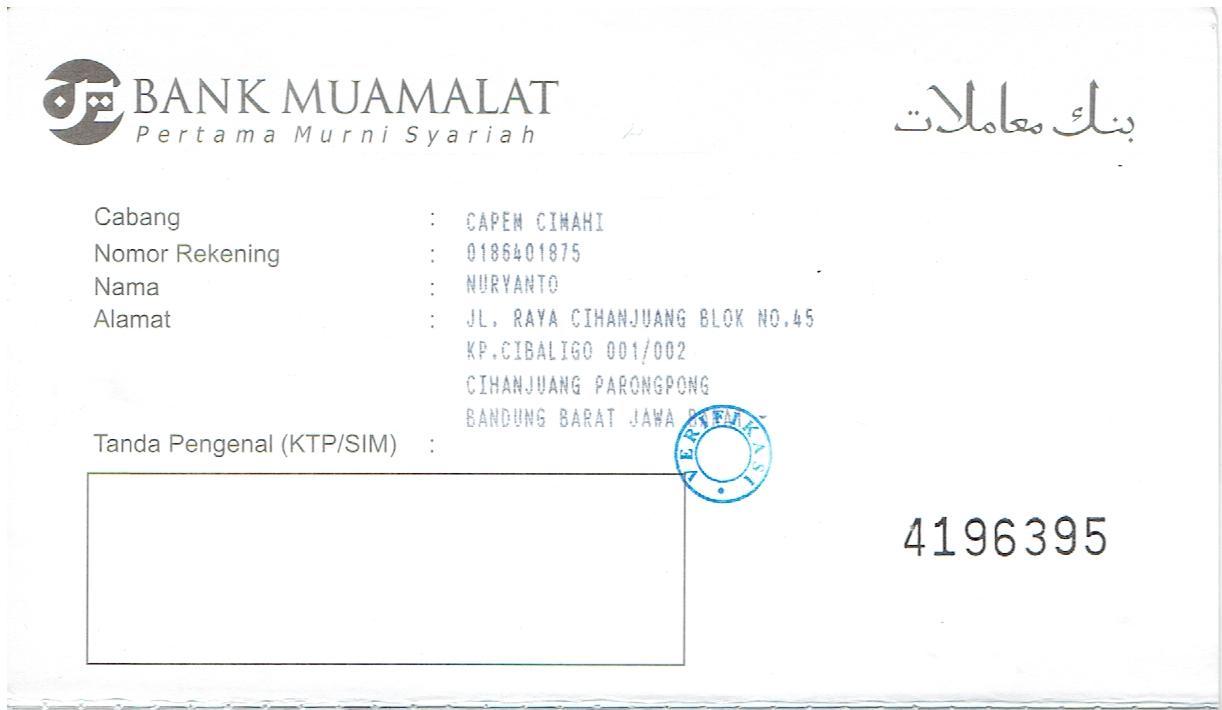 BANK MUAMALAT
Pertama Murni Syariah
بنك معاملات
Cabang : CAPEM CIMAHI
Nomor Rekening : 0186401875
Nama : NURYANTO
Alamat : JL. RAYA CIHANJUANG BLOK NO.45
KP.CIBALIGO 001/002
CIHANJUANG PARONGPONG
BANDUNG BARAT JAWA BARAT -
Tanda Pengenal (KTP/SIM) :
VERIFIKASI
4196395